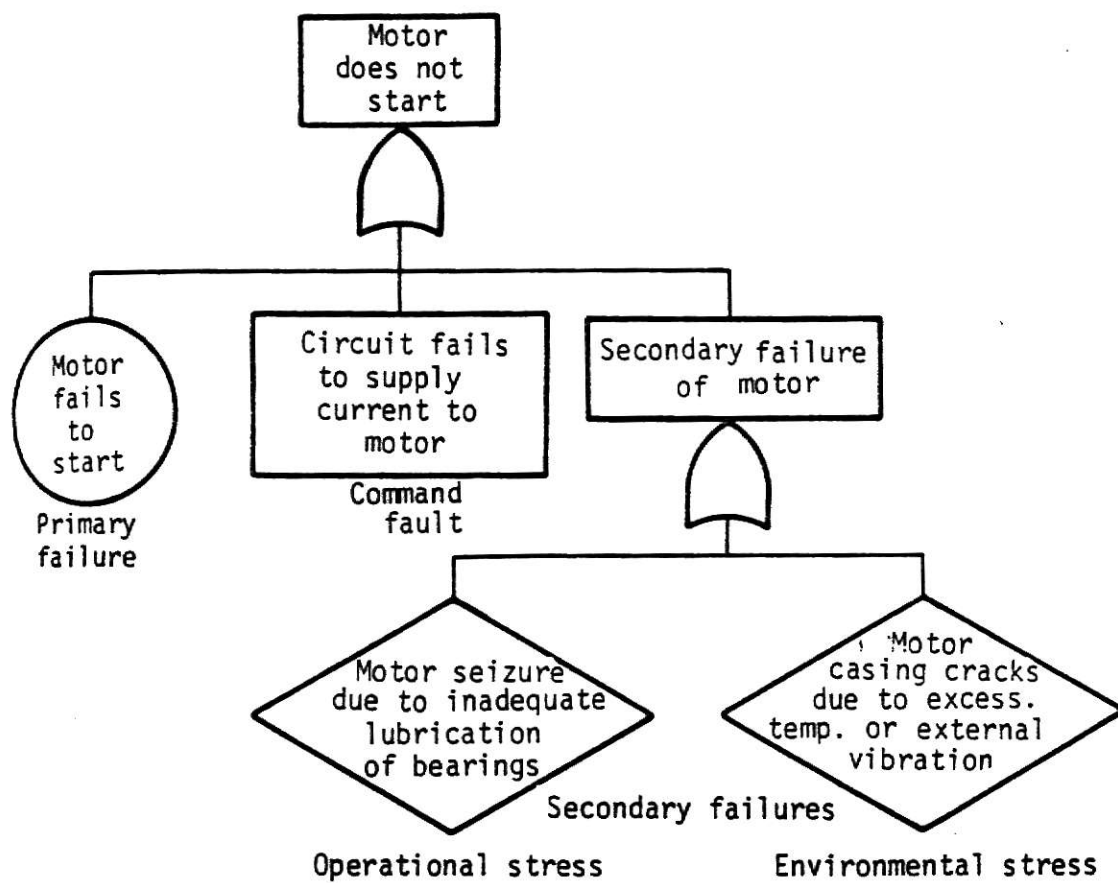 Motor
does not
start
Motor
fails
to
start
Primary
failure
Circuit fails
to supply
current to
motor
Command
fault
Secondary failure
of motor
Motor seizure
due to inadequate
lubrication
of bearings
Motor
casing cracks
due to excess.
temp. or external
vibration
Secondary failures
Operational stress
Environmental stress